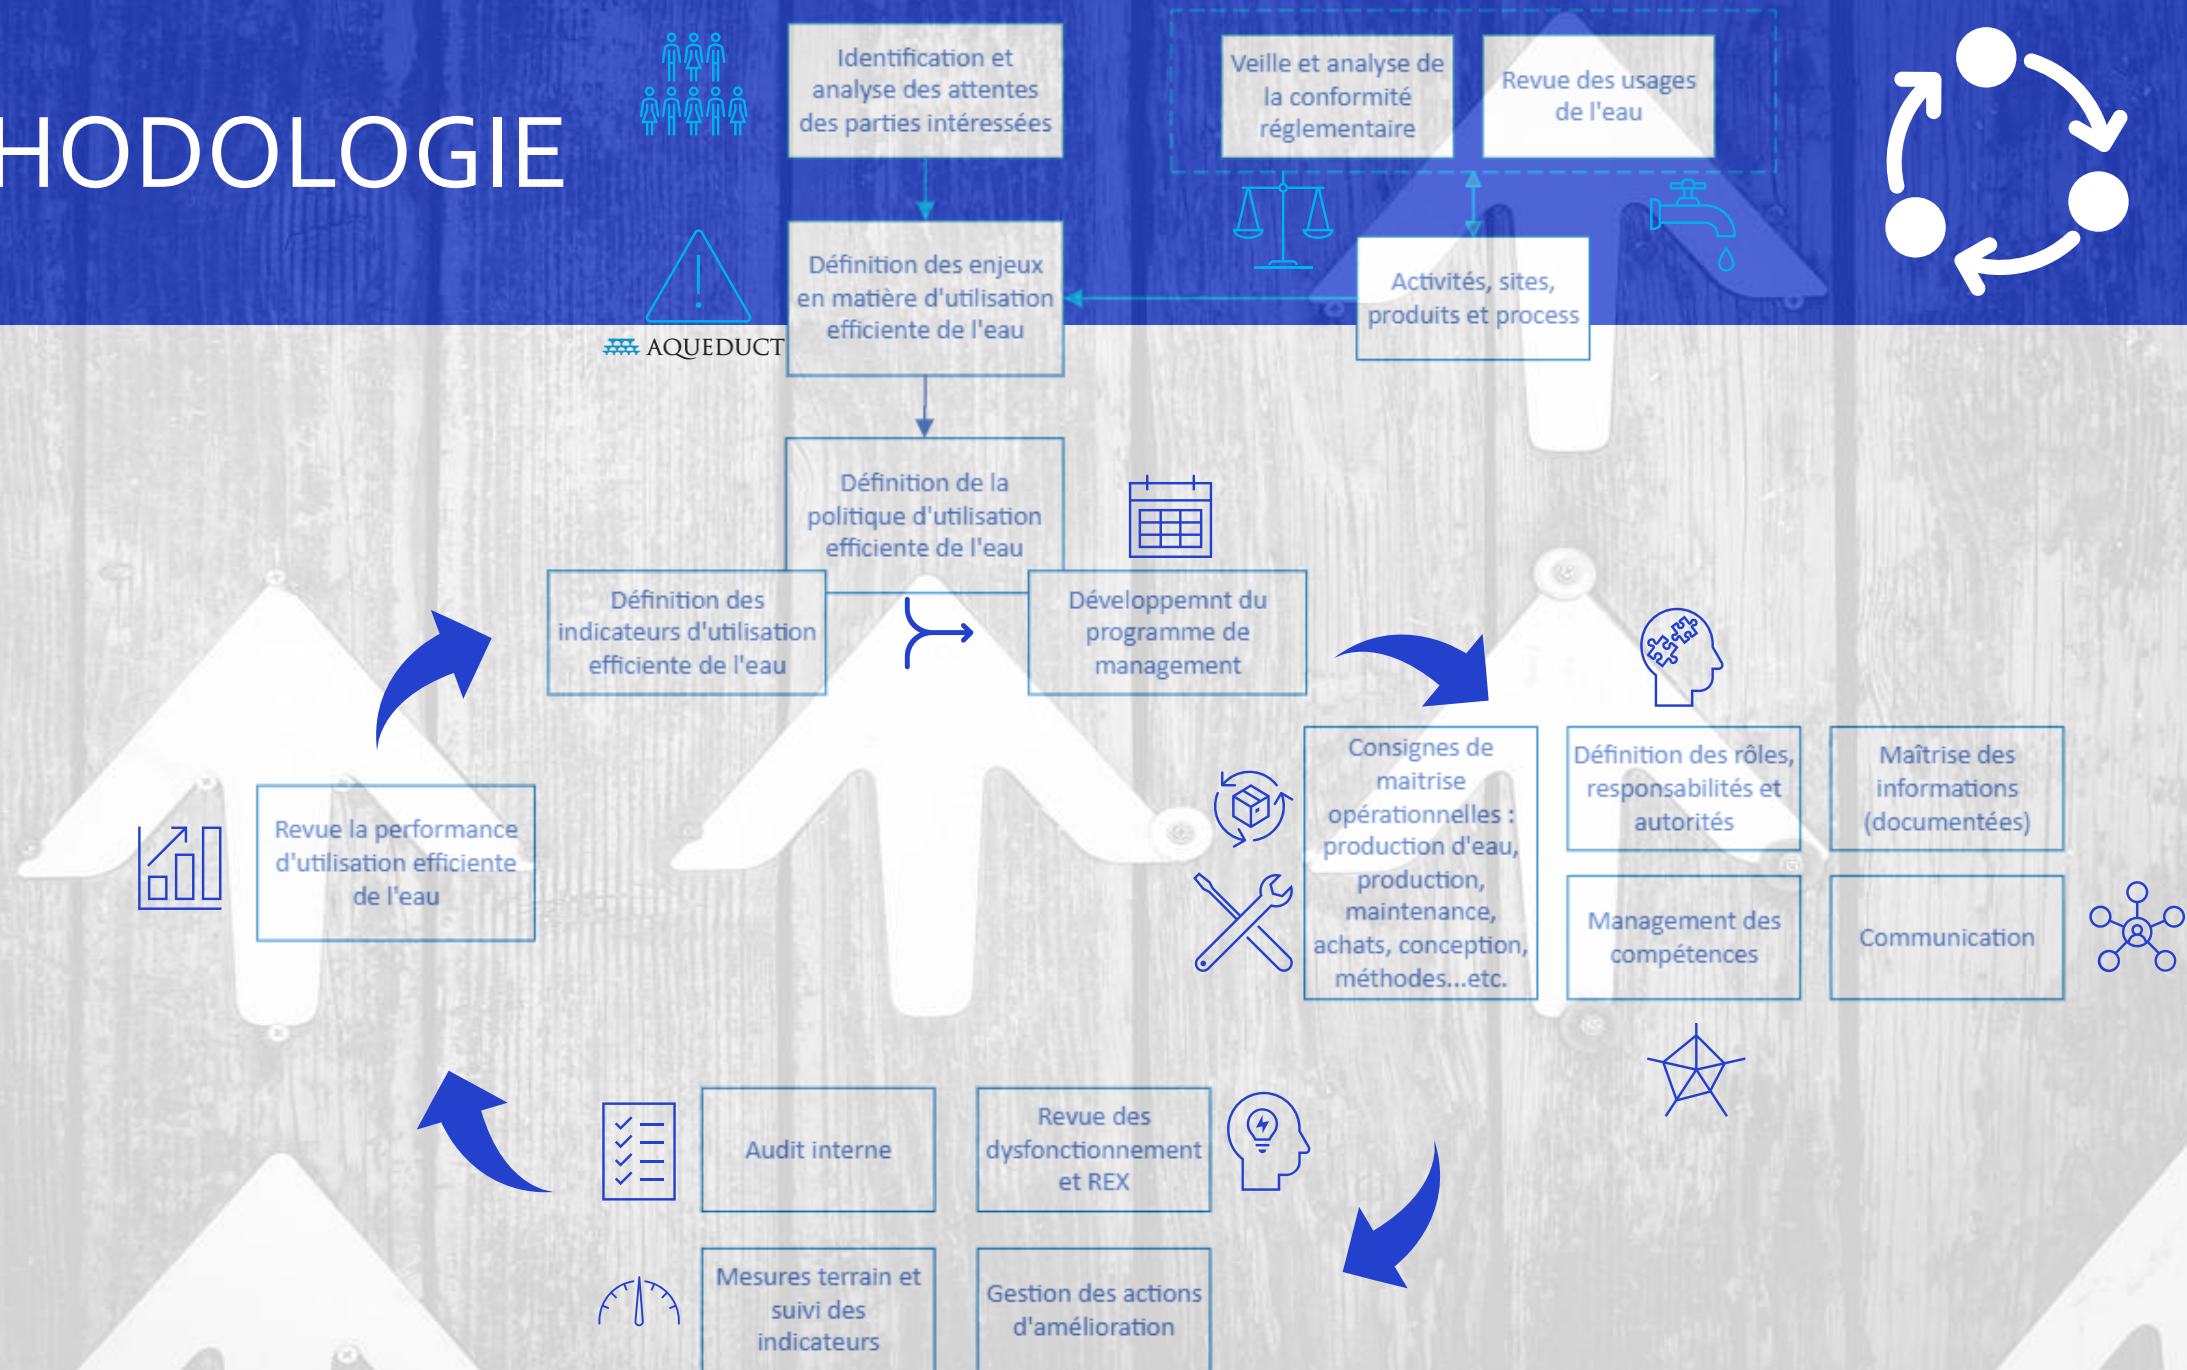 HODOLOGIE
Identification et
analyse des attentes
des parties intéressées
Veille et analyse de
la conformité
réglementaire
Revue des usages
de l'eau
Définition des enjeux
en matière d'utilisation
efficiente de l'eau
Activités, sites,
produits et process
AQUEDUCT
Définition de la
politique d'utilisation
efficiente de l'eau
Définition des
indicateurs d'utilisation
efficiente de l'eau
Développemnt du
programme de
management
Consignes de
maitrise
opérationnelles :
production d'eau,
production,
maintenance,
achats, conception,
méthodes...etc.
Définition des rôles,
responsabilités et
autorités
Maîtrise des
informations
(documentées)
Management des
compétences
Communication
Revue la performance
d'utilisation efficiente
de l'eau
Audit interne
Revue des
dysfonctionnement
et REX
Mesures terrain et
suivi des
indicateurs
Gestion des actions
d'amélioration